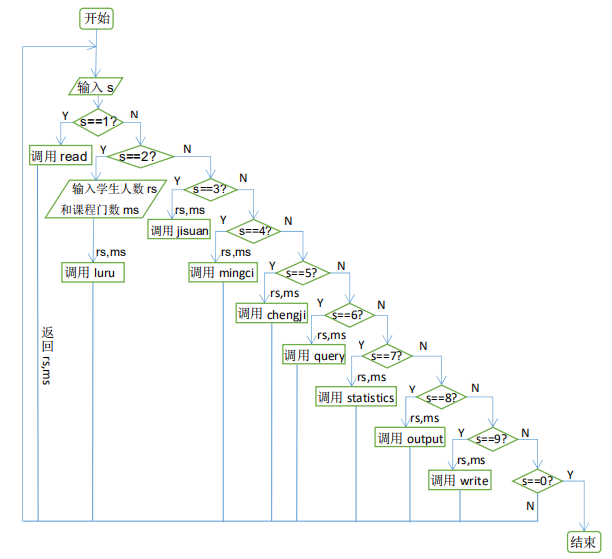 开始
输入 s
Y
N
s==1?
调用 read
Y
s==2?
N
输入学生人数 rs
和课程门数 ms
Y
s==3?
N
rs,ms
调用 jisuan
rs,ms
调用 luru
Y
s==4?
N
rs,ms
调用 mingci
Y
s==5?
N
rs,ms
调用 chengji
Y
s==6?
N
rs,ms
调用 query
返回 rs,ms
Y
s==7?
N
rs,ms
调用 statistics
Y
s==8?
N
rs,ms
调用 output
Y
s==9?
N
rs,ms
调用 write
s==0?
Y
N
结束